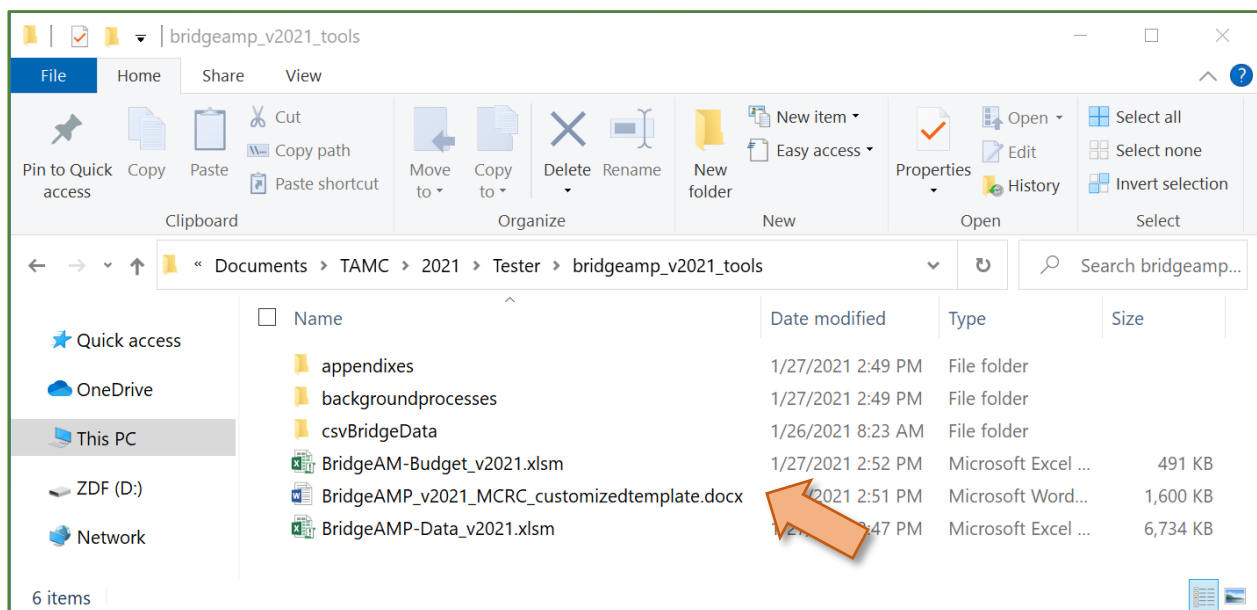 bridgeamp_v2021_tools
File Home Share View
Pin to Quick access
Copy
Paste
Cut
Copy path
Paste shortcut
Clipboard
Move to
Copy to
Delete
Rename
Organize
New folder
New item
Easy access
New
Properties
Open
Edit
History
Open
Select all
Select none
Invert selection
Select
« Documents > TAMC > 2021 > Tester > bridgeamp_v2021_tools
Search bridgeamp...
Quick access
OneDrive
This PC
ZDF (D:)
Network
Name Date modified Type Size
appendixes 1/27/2021 2:49 PM File folder
backgroundprocesses 1/27/2021 2:49 PM File folder
csvBridgeData 1/26/2021 8:23 AM File folder
BridgeAM-Budget_v2021.xlsm 1/27/2021 2:52 PM Microsoft Excel ... 491 KB
BridgeAMP_v2021_MCRC_customizedtemplate.docx 2021 2:51 PM Microsoft Word... 1,600 KB
BridgeAMP-Data_v2021.xlsm :47 PM Microsoft Excel ... 6,734 KB
6 items